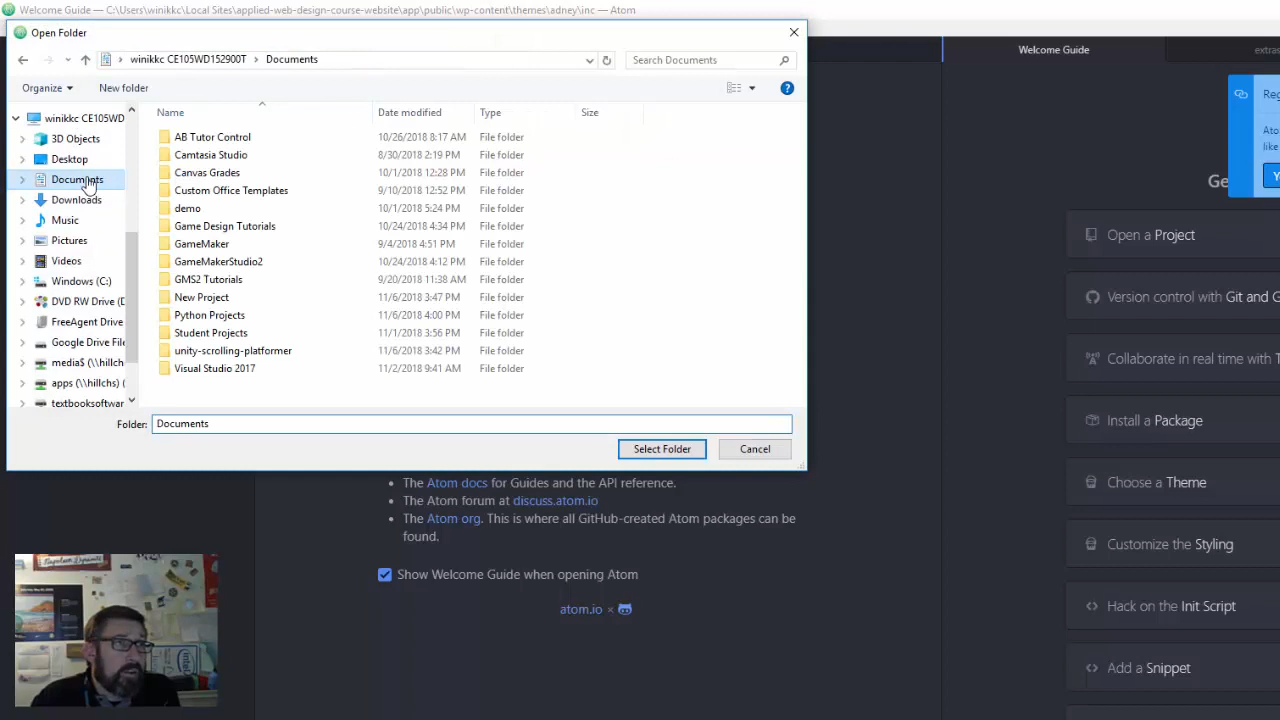 Welcome Guide — C:\Users\winikkc\Local Sites\applied-web-design-course-website\app\public\wp-content\themes\adney\inc — Atom
Open Folder
winikkc CE105WD152900T > Documents
Search Documents
Organize
New folder
Name
Date modified
Type
Size
winikkc CE105WD
3D Objects
Desktop
Documents
Downloads
Music
Pictures
Videos
Windows (C:)
DVD RW Drive (D
FreeAgent Drive
Google Drive File
media$ (\\hillch
apps (\\hillchs) (
textbooksoftwar
AB Tutor Control 10/26/2018 8:17 AM File folder
Camtasia Studio 8/30/2018 2:19 PM File folder
Canvas Grades 10/1/2018 12:28 PM File folder
Custom Office Templates 9/10/2018 12:52 PM File folder
demo 10/1/2018 5:24 PM File folder
Game Design Tutorials 10/24/2018 4:34 PM File folder
GameMaker 9/4/2018 4:51 PM File folder
GameMakerStudio2 10/24/2018 4:12 PM File folder
GMS2 Tutorials 9/20/2018 11:38 AM File folder
New Project 11/6/2018 3:47 PM File folder
Python Projects 11/6/2018 4:00 PM File folder
Student Projects 11/1/2018 3:56 PM File folder
unity-scrolling-platformer 11/6/2018 3:42 PM File folder
Visual Studio 2017 11/2/2018 9:41 AM File folder
Folder: Documents
Select Folder
Cancel
• The Atom docs for Guides and the API reference.
• The Atom forum at discuss.atom.io
• The Atom org. This is where all GitHub-created Atom packages can be
found.
Show Welcome Guide when opening Atom
atom.io ×
Welcome Guide
extras
Reg
Ato
like
Y
Ge
Open a Project
Version control with Git and G
Collaborate in real time with T
Install a Package
Choose a Theme
Customize the Styling
Hack on the Init Script
Add a Snippet